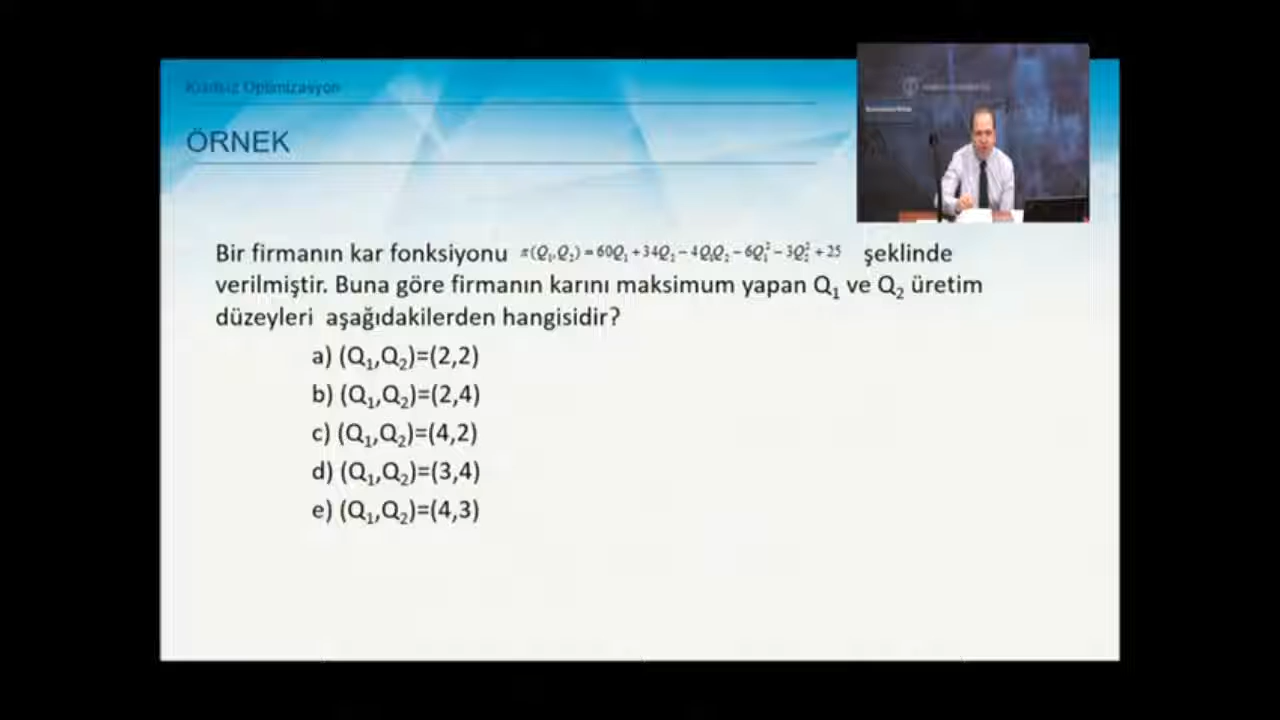 Kısıtsız Optimizasyon
ÖRNEK
Bir firmanın kar fonksiyonu π(Q₁,Q₂)=60Q₁+34Q₂−4Q₁Q₂−6Q₁²−3Q₂²+25 şeklinde
verilmiştir. Buna göre firmanın karını maksimum yapan Q₁ ve Q₂ üretim
düzeyleri aşağıdakilerden hangisidir?
a) (Q₁,Q₂)=(2,2)
b) (Q₁,Q₂)=(2,4)
c) (Q₁,Q₂)=(4,2)
d) (Q₁,Q₂)=(3,4)
e) (Q₁,Q₂)=(4,3)